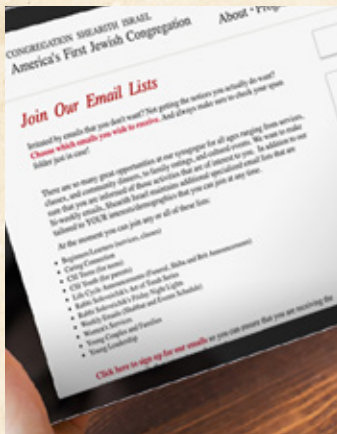 CONGREGATION SHEARITH ISRAEL
America's First Jewish Congregation
About
Join Our Email Lists
Irritated by emails that you don't want? Not getting the notices you actually do want?
Choose which emails you wish to receive. And always make sure to check your spam
folder just in case!
There are so many great opportunities at our synagogue for all ages ranging from services,
classes, and community dinners, to family outings, and cultural events. We want to make
sure that you are informed of those activities that are of interest to you. In addition to our
bi-weekly emails, Shearith Israel maintains additional specialized email lists that are
tailored to YOUR interests/demographics that you can join at any time.
At the moment you can join any or all of these lists:
Beginners/Learners (services, classes)
Caring Connection
CSI Teens (for teens)
CSI Youth (for parents)
Life Cycle Announcements (Funeral, Shiba and Brit Announcements)
Rabbi Soloveichik's Art of Torah Series
Rabbi Soloveichik's Friday Night Lights
Weekly Emails (Shabbat and Events Schedule)
Women's Services
Young Couples and Families
Young Leadership
Click here to sign up for our emails so you can ensure that you are receiving the